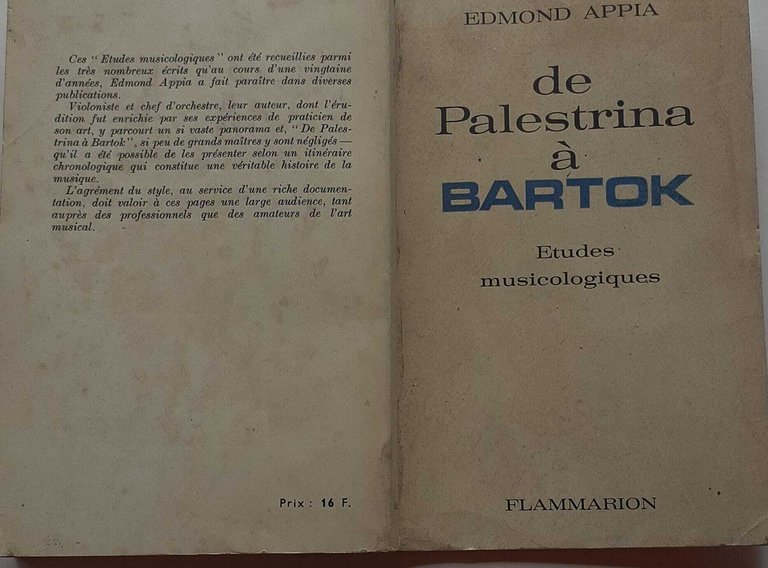 Ces " Etudes musicologiques " ont été recueillies parmi
les très nombreux écrits qu'au cours d'une vingtaine
d'années, Edmond Appia a fait paraître dans diverses
publications.
Violoniste et chef d'orchestre, leur auteur, dont l'éru-
dition fut enrichie par ses expériences de praticien de
son art, y parcourt un si vaste panorama et, " De Pales-
trina à Bartok ", si peu de grands maîtres y sont négligés —
qu'il a été possible de les présenter selon un itinéraire
chronologique qui constitue une véritable histoire de la
musique.
L'agrément du style, au service d'une riche documen-
tation, doit valoir à ces pages une large audience, tant
auprès des professionnels que des amateurs de l'art
musical.
Prix : 16 F.
EDMOND APPIA
de
Palestrina
à
BARTOK
Etudes
musicologiques
FLAMMARION